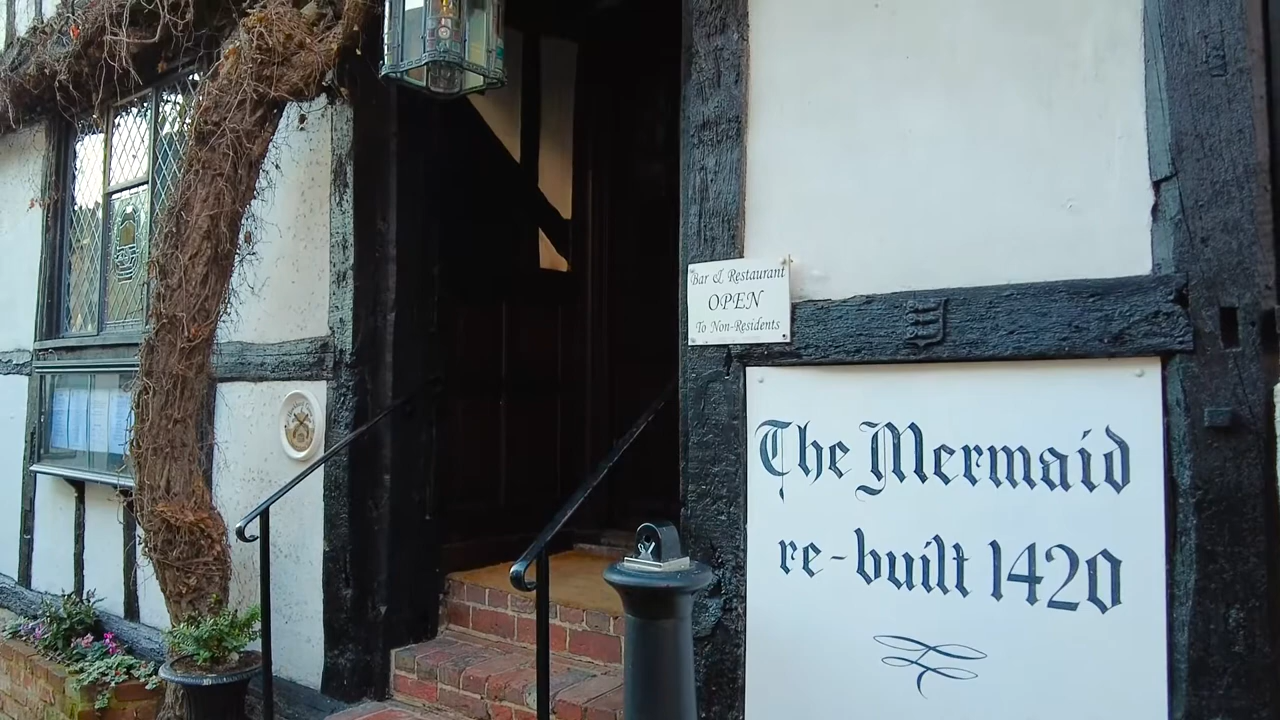 Bar & Restaurant
OPEN
To Non-Residents
The Mermaid
re-built 1420